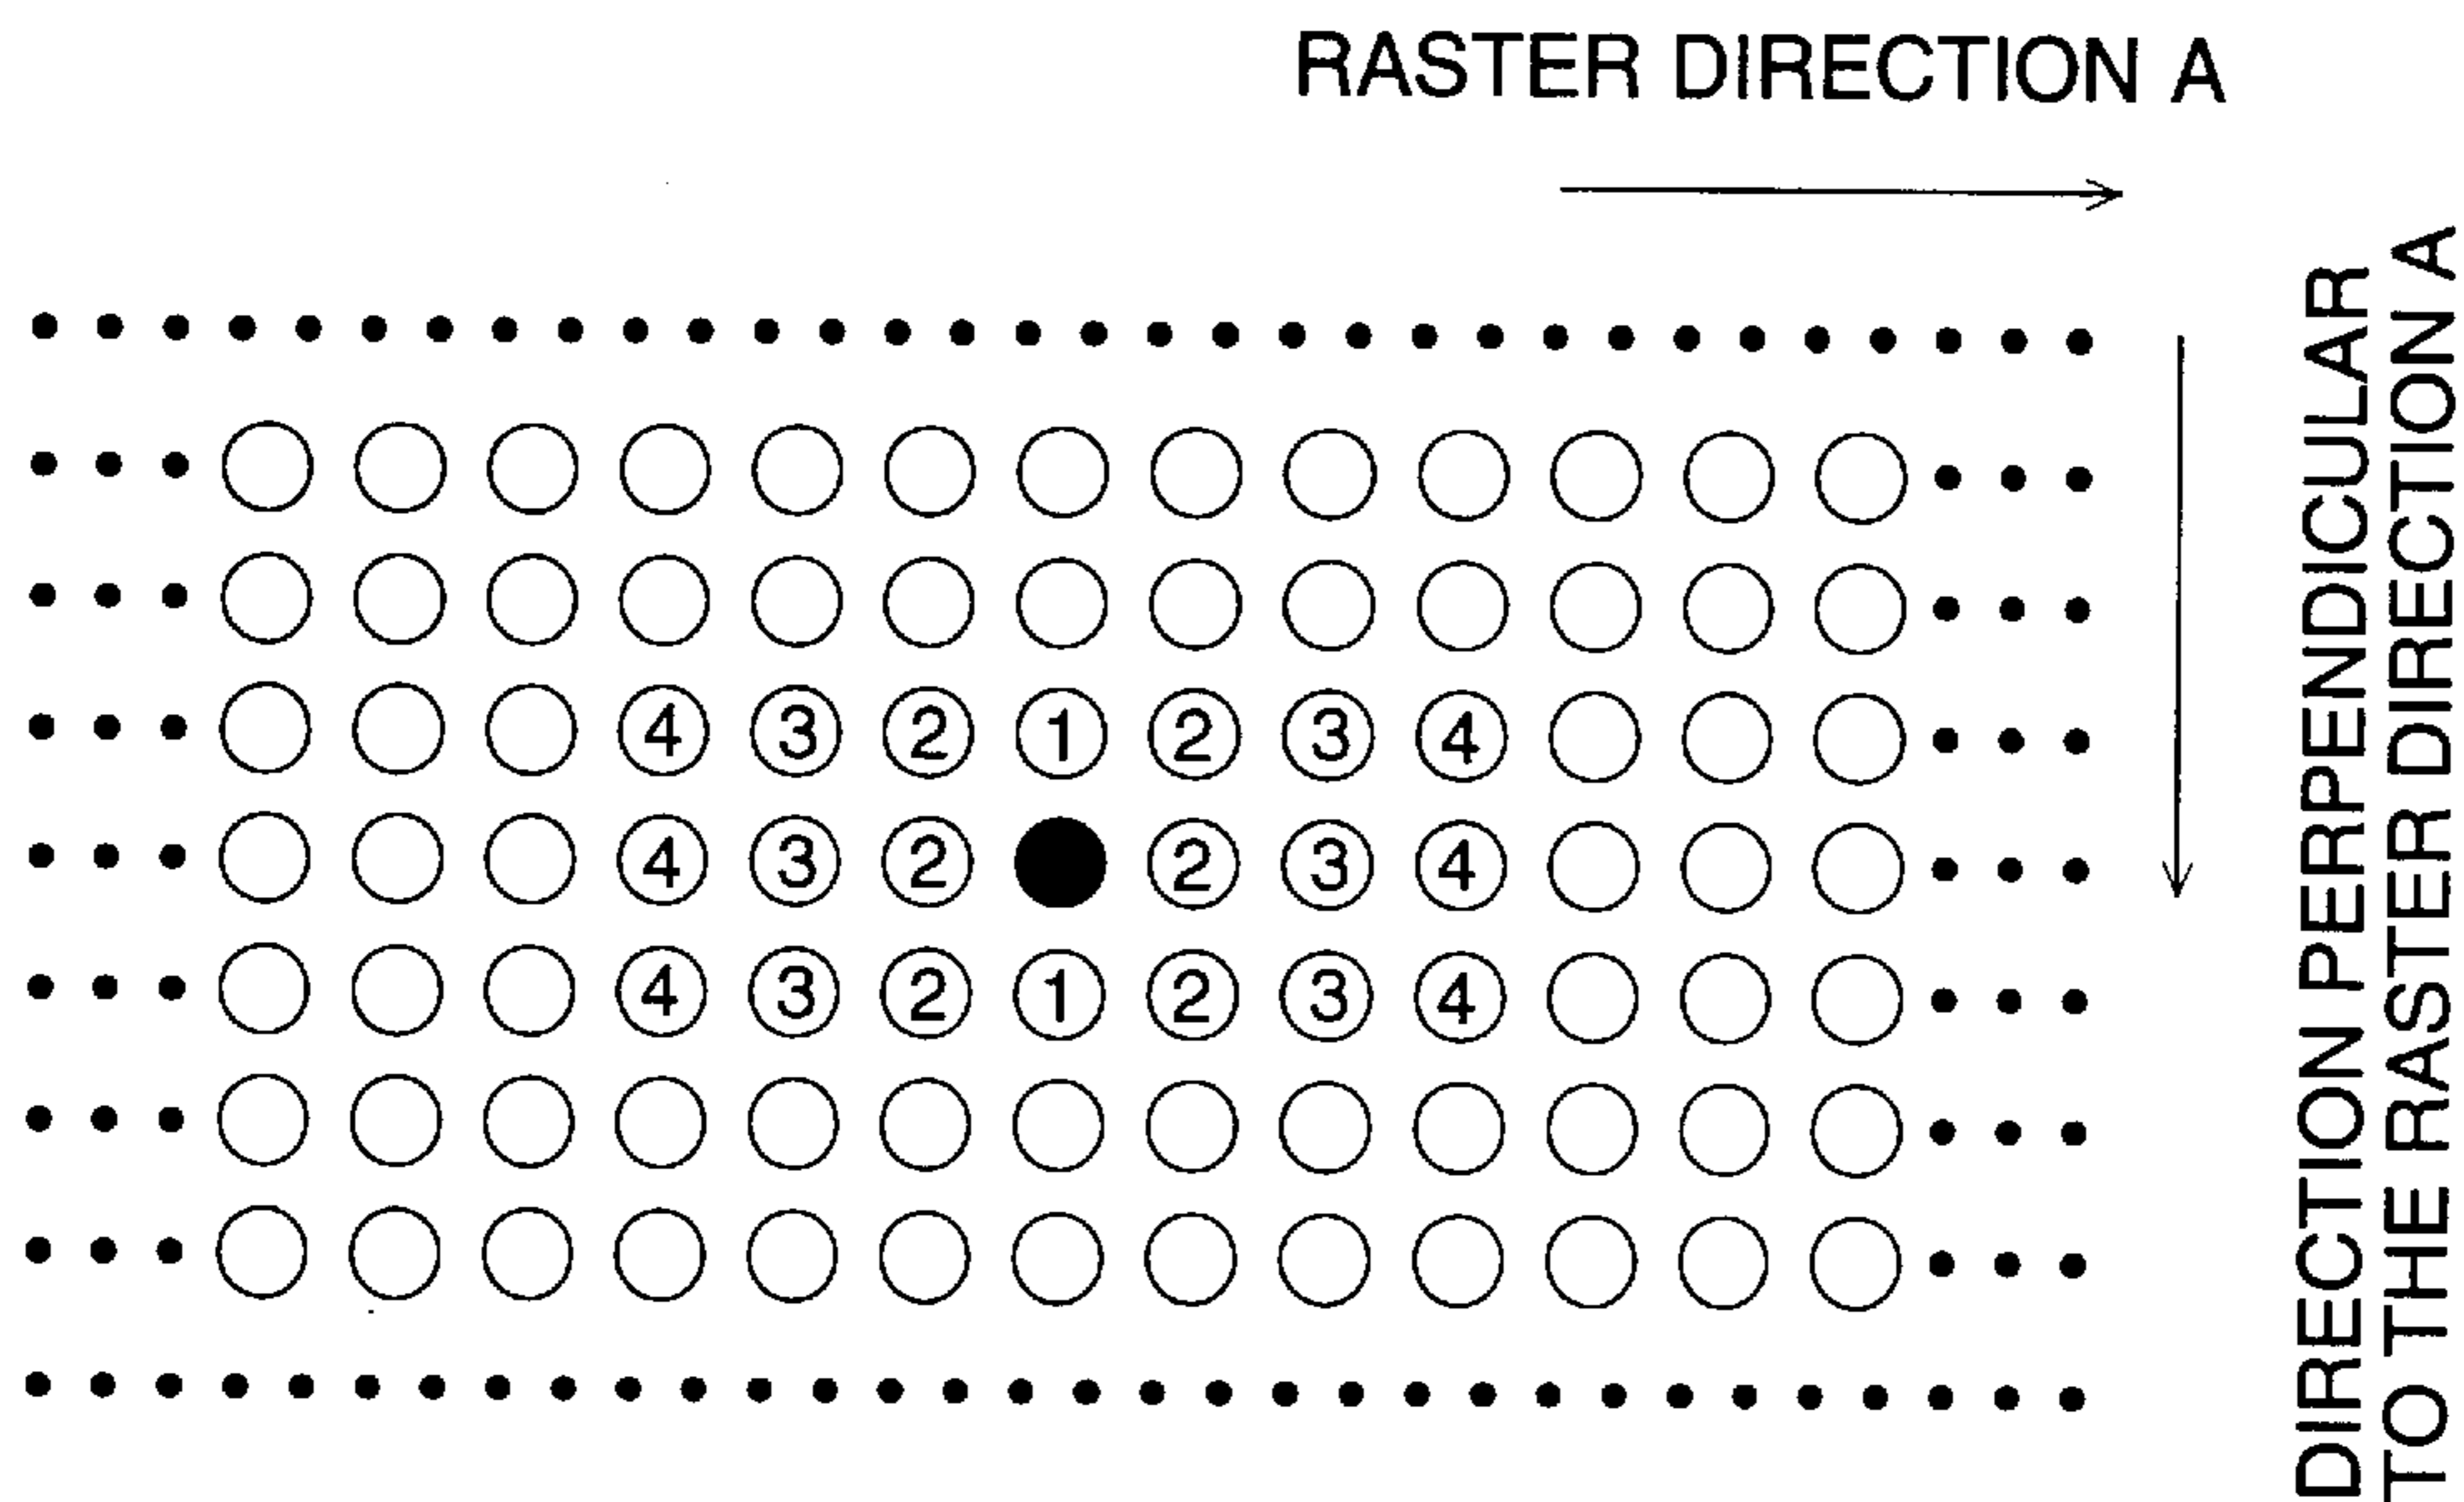 RASTER DIRECTION A
4 3 2 1 2 3 4
4 3 2 2 3 4
4 3 2 1 2 3 4
DIRECTION PERPENDICULAR
TO THE RASTER DIRECTION A